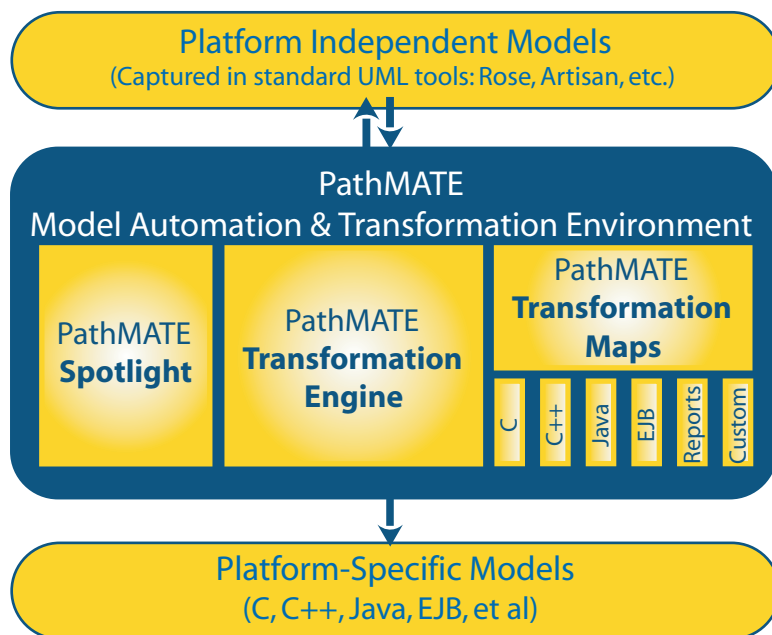 Platform Independent Models
(Captured in standard UML tools: Rose, Artisan, etc.)
PathMATE
Model Automation & Transformation Environment
PathMATE
Spotlight
PathMATE
Transformation
Engine
PathMATE
Transformation
Maps
C
C++
Java
EJB
Reports
Custom
Platform-Specific Models
(C, C++, Java, EJB, et al)